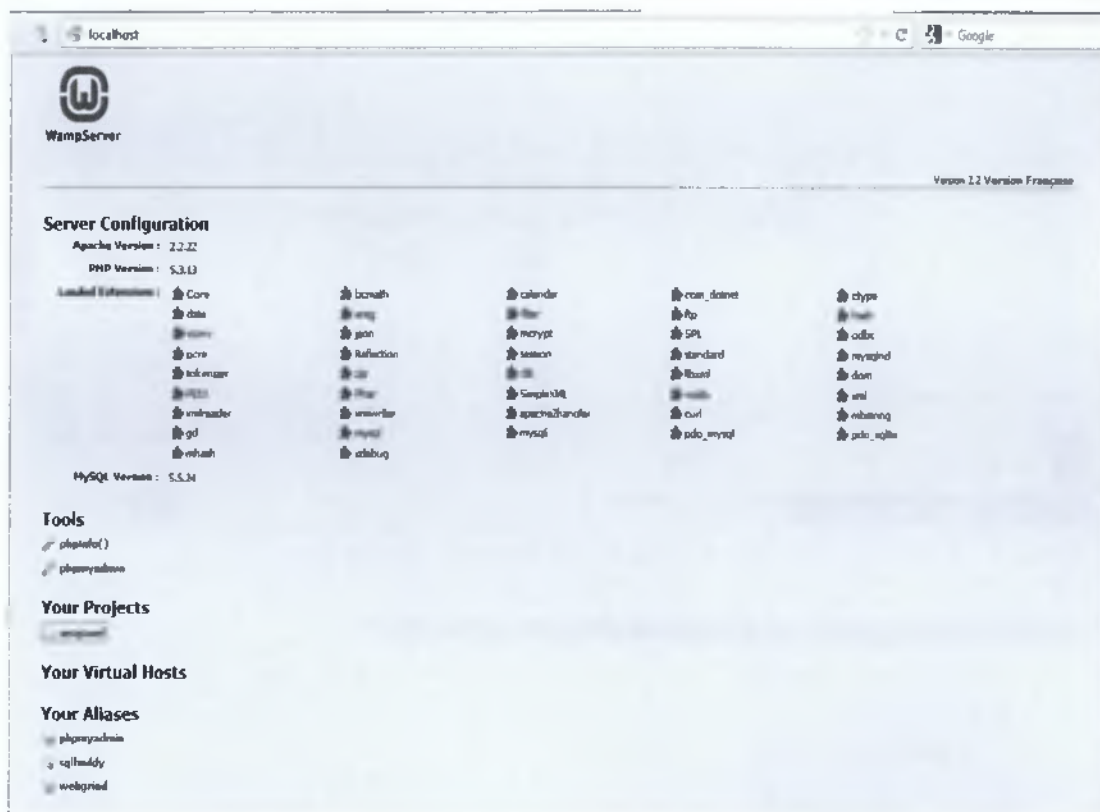 localhost
Google
WampServer
Version 2.2 Version Française
Server Configuration
Apache Version : 2.2.22
PHP Version : 5.3.13
Loaded Extensions : Core bcmath calendar com_dotnet ctype
date ereg filter ftp hash
iconv json mcrypt SPL odbc
pcre Reflection session standard mysqlnd
tokenizer zip zlib libxml dom
PDO Phar SimpleXML wddx xml
xmlreader xmlwriter apache2handler curl mbstring
gd mysql mysqli pdo_mysql pdo_sqlite
mhash xdebug
MySQL Version : 5.5.24
Tools
phpinfo()
phpmyadmin
Your Projects
Your Virtual Hosts
Your Aliases
phpmyadmin
sqlbuddy
webgrind